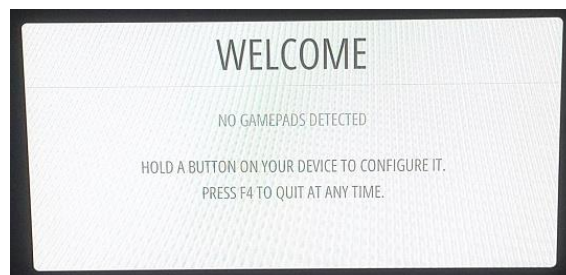 WELCOME
NO GAMEPADS DETECTED
HOLD A BUTTON ON YOUR DEVICE TO CONFIGURE IT.
PRESS F4 TO QUIT AT ANY TIME.